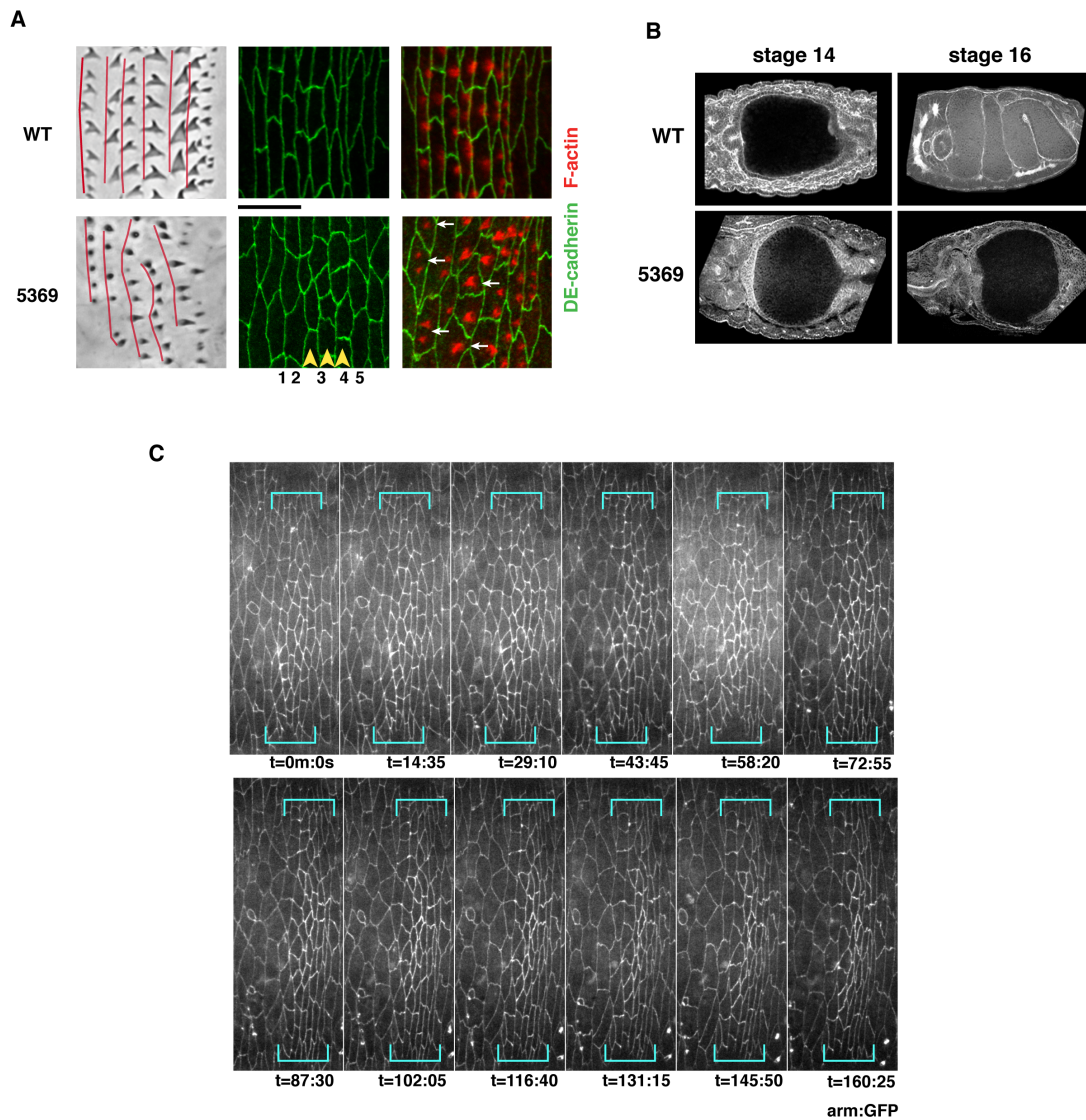 A
WT
5369
1 2 3 4 5
DE-cadherin F-actin
B
stage 14 stage 16
WT
5369
C
t=0m:0s t=14:35 t=29:10 t=43:45 t=58:20 t=72:55
t=87:30 t=102:05 t=116:40 t=131:15 t=145:50 t=160:25
arm:GFP